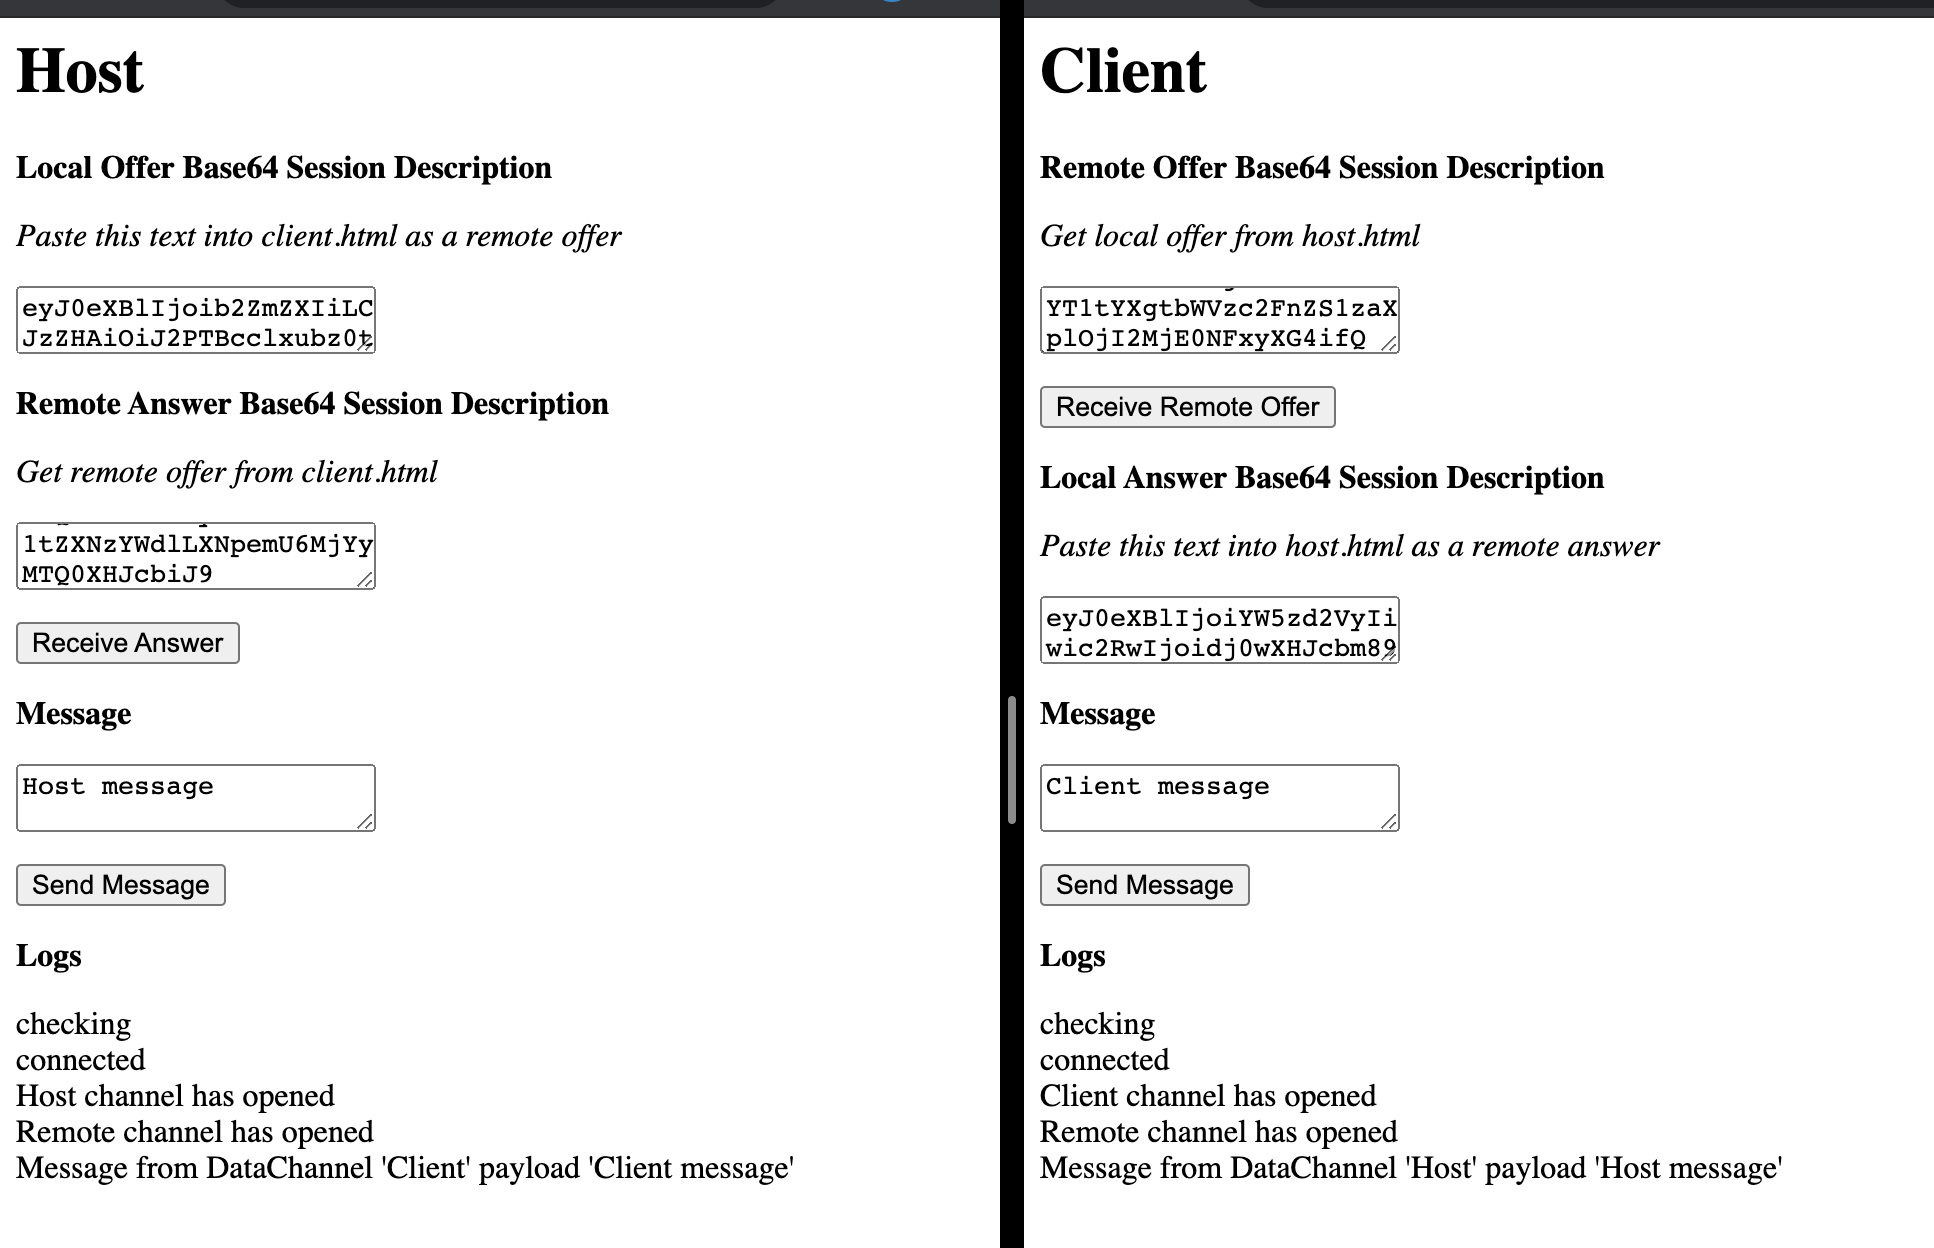 Host
Local Offer Base64 Session Description
Paste this text into client.html as a remote offer
eyJ0eXBlIjoib2ZmZXIiLC
JzZHAiOiJ2PTBcclxubz0t
Remote Answer Base64 Session Description
Get remote offer from client.html
1tZXNzYWdlLXNpemU6MjYy
MTQ0XHJcbiJ9
Receive Answer
Message
Host message
Send Message
Logs
checking
connected
Host channel has opened
Remote channel has opened
Message from DataChannel 'Client' payload 'Client message'
Client
Remote Offer Base64 Session Description
Get local offer from host.html
YT1tYXgtbWVzc2FnZS1zaX
plOjI2MjE0NFxyXG4ifQ
Receive Remote Offer
Local Answer Base64 Session Description
Paste this text into host.html as a remote answer
eyJ0eXBlIjoiYW5zd2VyIi
wic2RwIjoidj0wXHJcbm89
Message
Client message
Send Message
Logs
checking
connected
Client channel has opened
Remote channel has opened
Message from DataChannel 'Host' payload 'Host message'